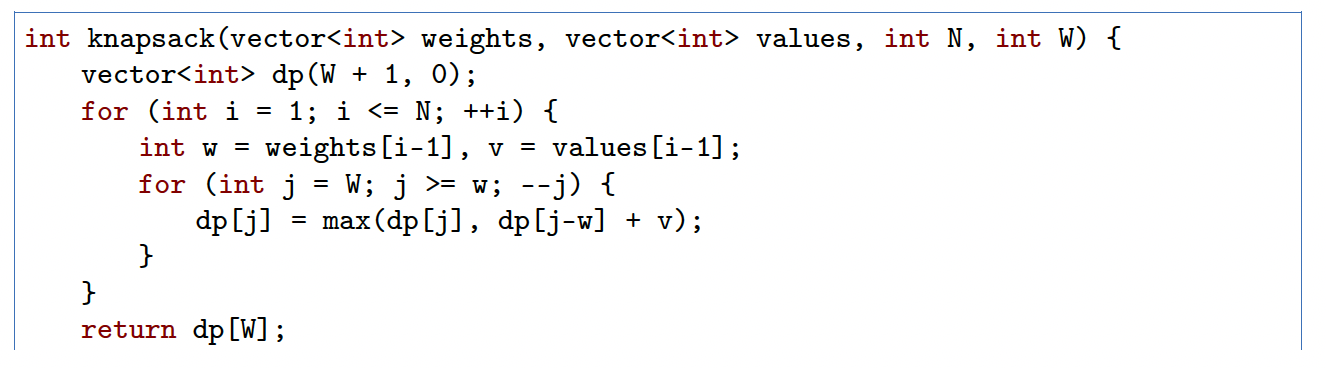 int knapsack(vector<int> weights, vector<int> values, int N, int W) {
    vector<int> dp(W + 1, 0);
    for (int i = 1; i <= N; ++i) {
        int w = weights[i-1], v = values[i-1];
        for (int j = W; j >= w; --j) {
            dp[j] = max(dp[j], dp[j-w] + v);
        }
    }
    return dp[W];